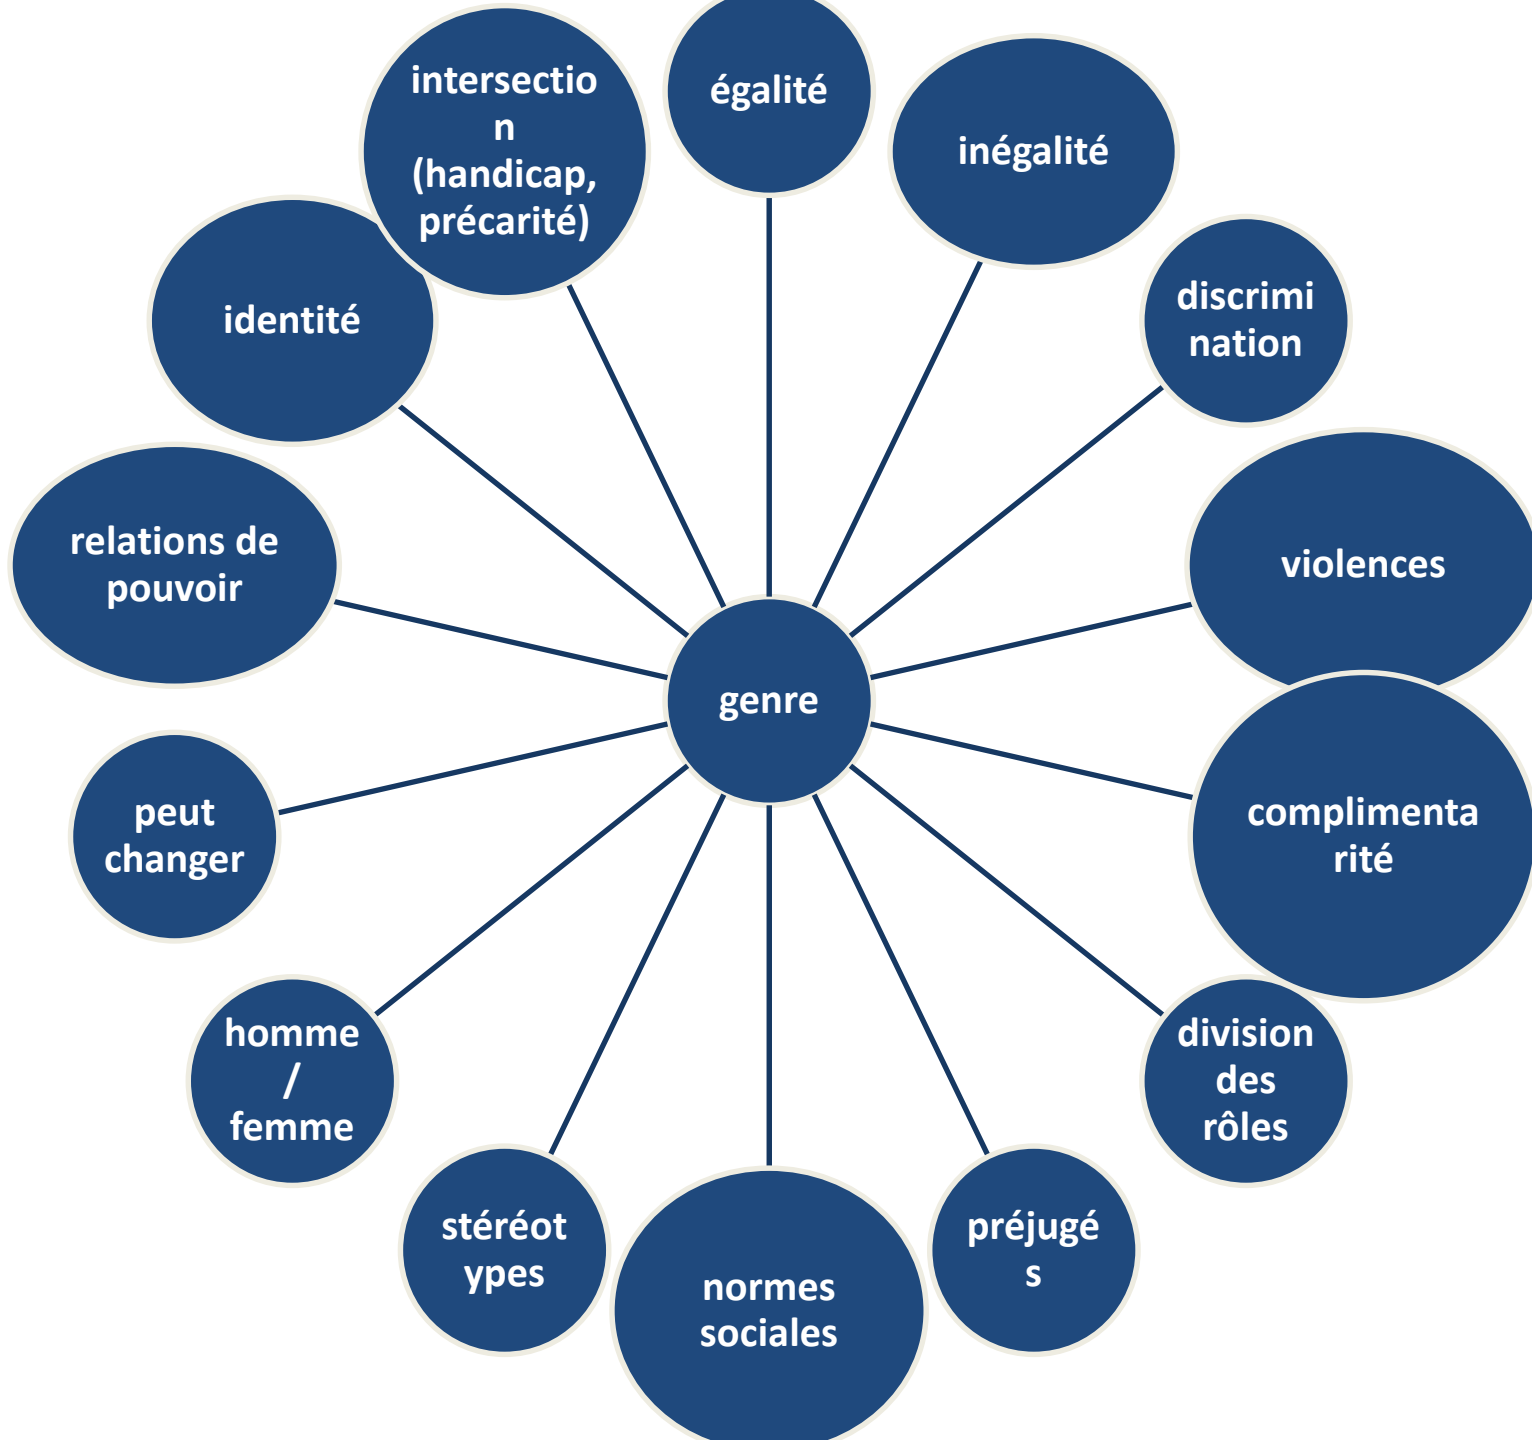 égalité
inégalité
discrimi
nation
violences
complimenta
rité
division
des
rôles
préjugé
s
normes
sociales
stéréot
ypes
homme
/
femme
peut
changer
relations de
pouvoir
identité
intersectio
n
(handicap,
précarité)
genre